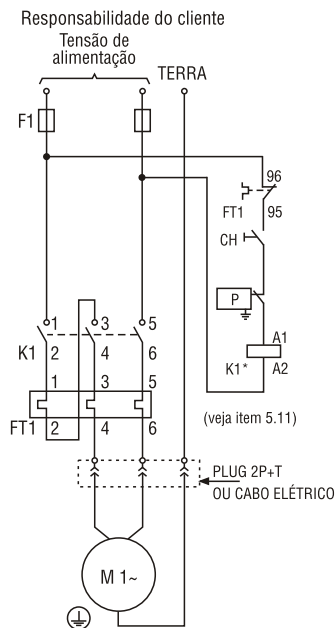 Responsabilidade do cliente
Tensão de
alimentação
TERRA
F1
96
FT1
95
CH
P
1 3 5
K1 2 4 6
A1
K1* A2
1 3 5
FT1 2 4 6
(veja item 5.11)
PLUG 2P+T
OU CABO ELÉTRICO
M 1~